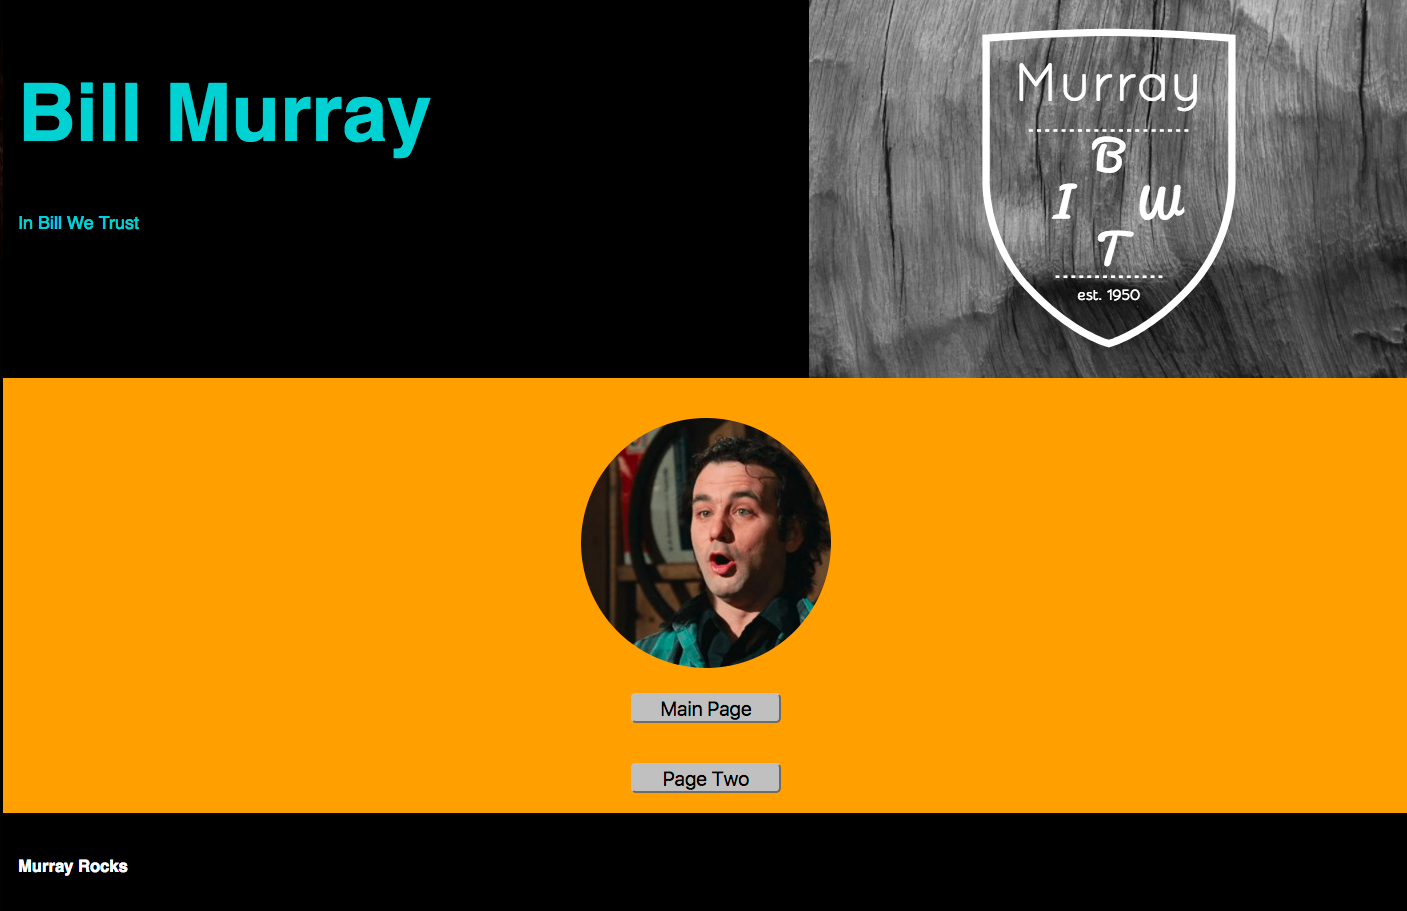 Bill Murray
In Bill We Trust
Murray
B
I W
T
est. 1950
Main Page
Page Two
Murray Rocks